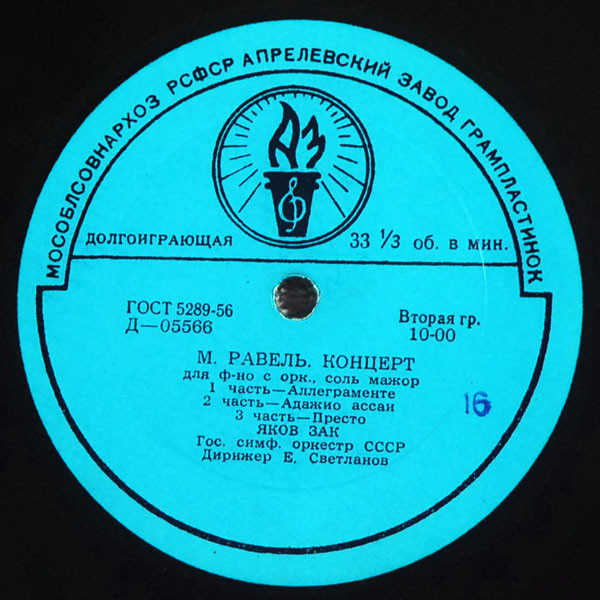 МОСОБЛСОВНАРХОЗ РСФСР АПРЕЛЕВСКИЙ ЗАВОД ГРАМПЛАСТИНОК
АЗ
ДОЛГОИГРАЮЩАЯ 33 1/3 об. в мин.
ГОСТ 5289-56 Вторая гр.
Д—05566 10-00
М. РАВЕЛЬ. КОНЦЕРТ
для ф-но с орк., соль мажор
1 часть—Аллеграменте
2 часть—Адажио ассаи
3 часть—Престо
ЯКОВ ЗАК
Гос. симф. оркестр СССР
Дирижер Е. Светланов
16